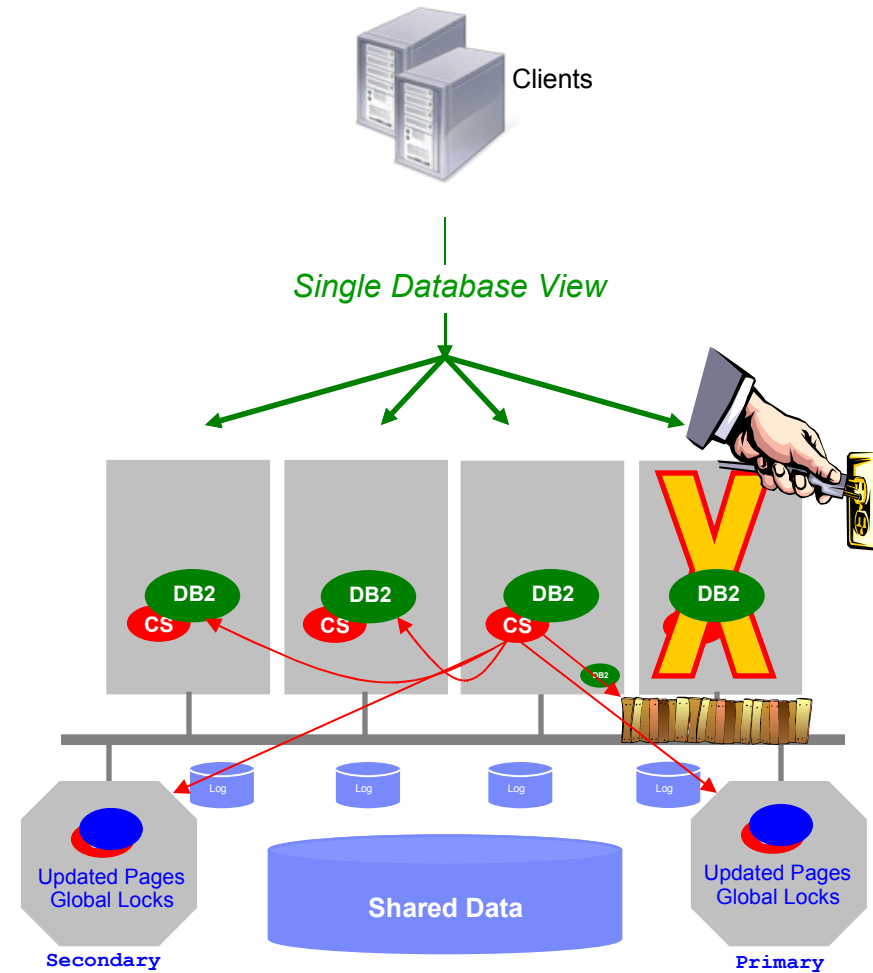 Clients
Single Database View
DB2
CS
DB2
CS
DB2
CS
DB2
DB2
Log
Log
Log
Log
Updated Pages
Global Locks
Secondary
Shared Data
Updated Pages
Global Locks
Primary